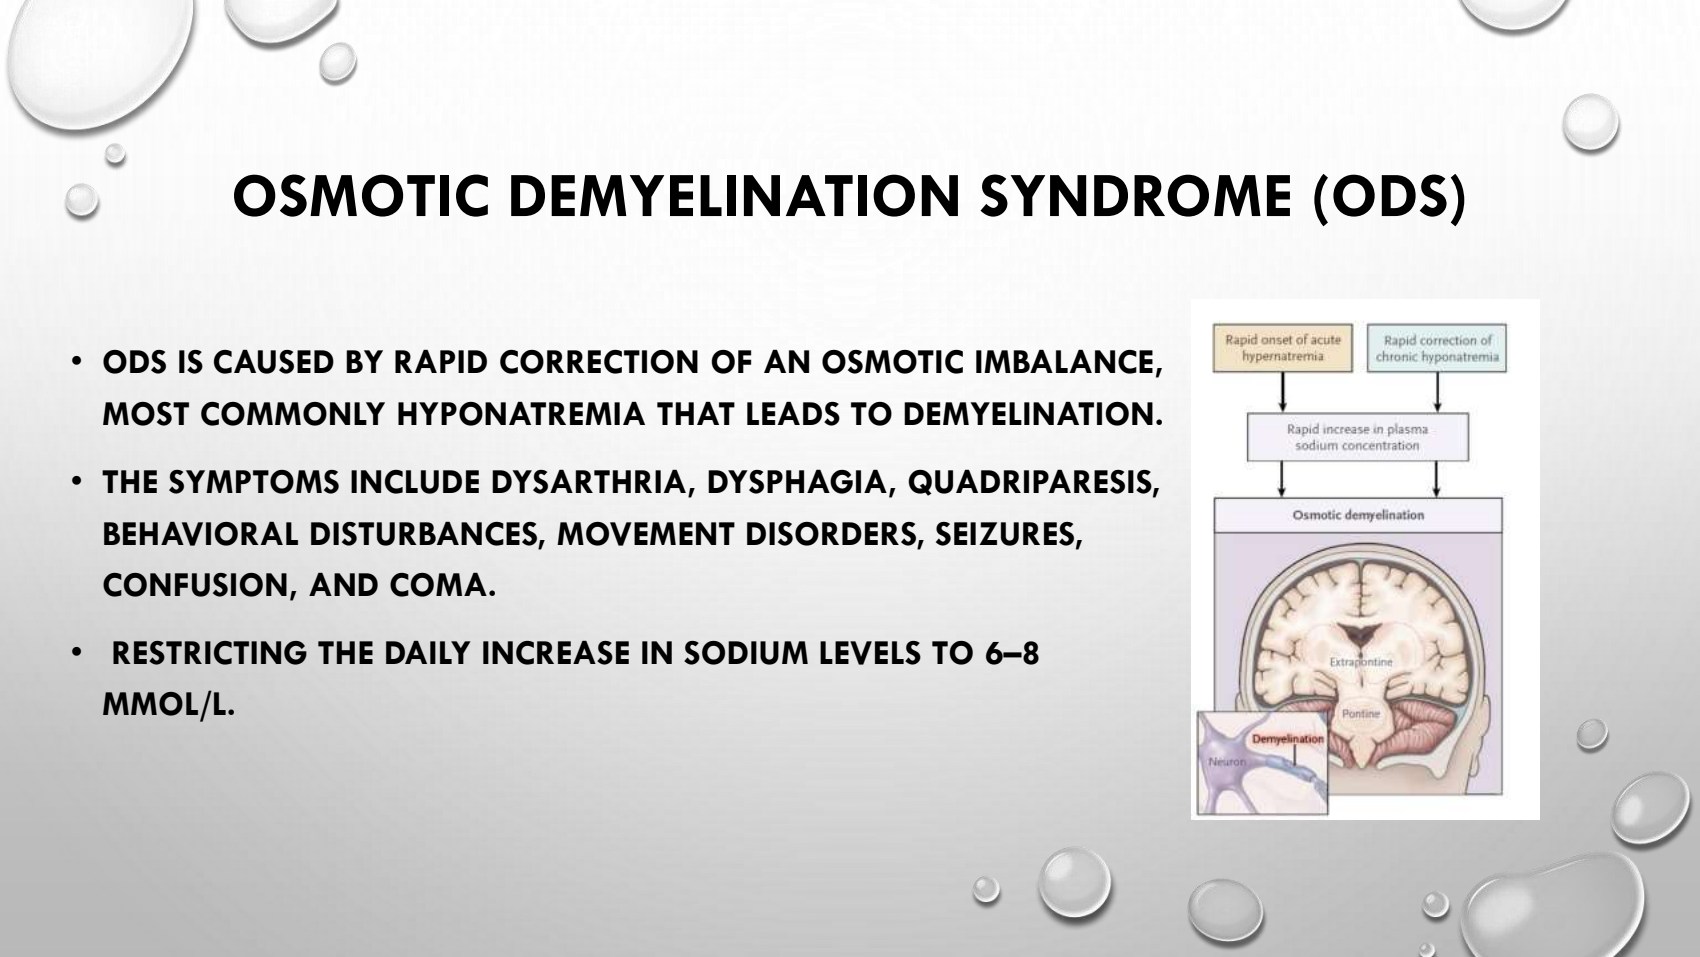 OSMOTIC DEMYELINATION SYNDROME (ODS)
• ODS IS CAUSED BY RAPID CORRECTION OF AN OSMOTIC IMBALANCE,
MOST COMMONLY HYPONATREMIA THAT LEADS TO DEMYELINATION.
• THE SYMPTOMS INCLUDE DYSARTHRIA, DYSPHAGIA, QUADRIPARESIS,
BEHAVIORAL DISTURBANCES, MOVEMENT DISORDERS, SEIZURES,
CONFUSION, AND COMA.
• RESTRICTING THE DAILY INCREASE IN SODIUM LEVELS TO 6–8
MMOL/L.
Rapid onset of acute
hypernatremia
Rapid correction of
chronic hyponatremia
Rapid increase in plasma
sodium concentration
Osmotic demyelination
Extrapontine
Pontine
Demyelination
Neuron